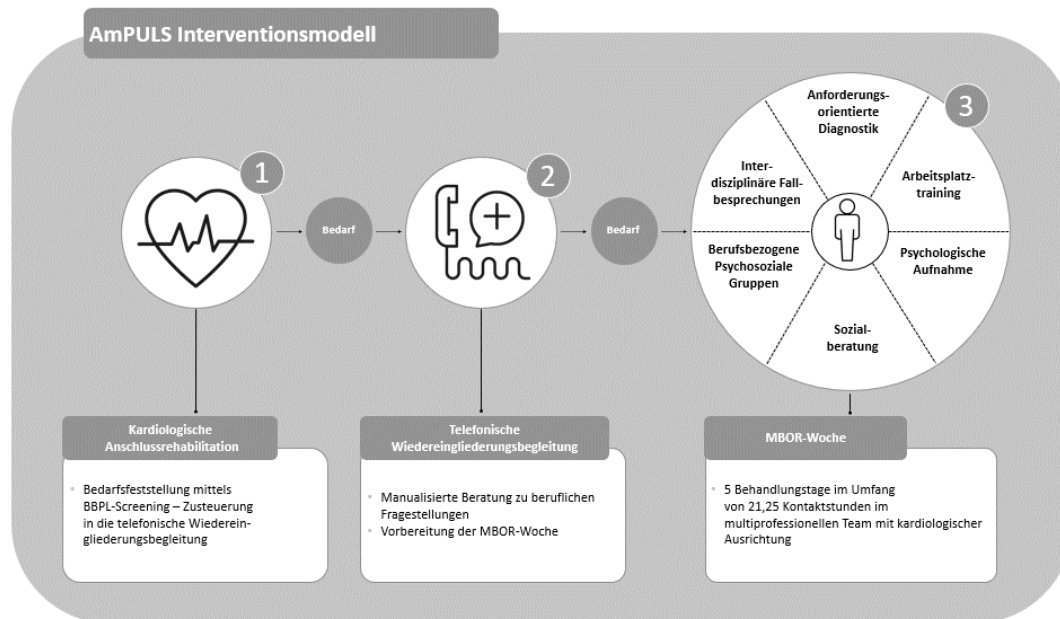 AmPULS Interventionsmodell
1
Bedarf
2
Bedarf
3
Anforderungs-
orientierte
Diagnostik
Arbeitsplatz-
training
Psychologische
Aufnahme
Sozial-
beratung
Berufsbezogene
Psychosoziale
Gruppen
Inter-
disziplinäre Fall-
besprechungen
Kardiologische
Anschlussrehabilitation
• Bedarfsfeststellung mittels
BBPL-Screening – Zusteuerung
in die telefonische Wiederein-
gliederungsbegleitung
Telefonische
Wiedereingliederungsbegleitung
• Manualisierte Beratung zu beruflichen
Fragestellungen
• Vorbereitung der MBOR-Woche
MBOR-Woche
• 5 Behandlungstage im Umfang
von 21,25 Kontaktstunden im
multiprofessionellen Team mit kardiologischer
Ausrichtung